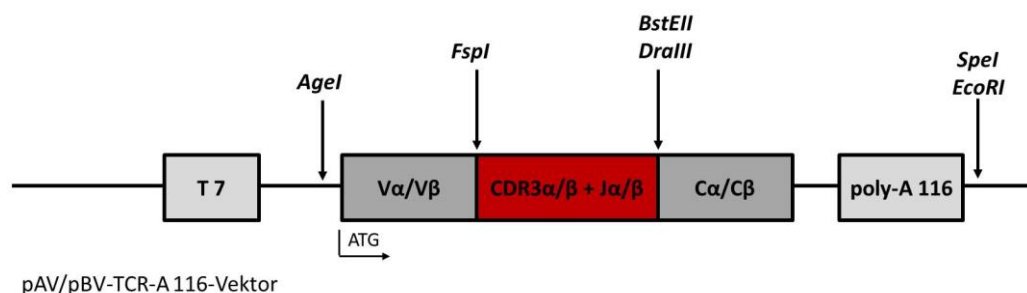 BstEII
DraIII
FspI
SpeI
EcoRI
AgeI
T 7
Vα/Vβ
CDR3α/β + Jα/β
Cα/Cβ
poly-A 116
ATG
pAV/pBV-TCR-A 116-Vektor